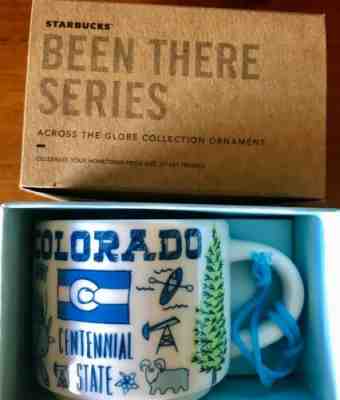 STARBUCKS
BEEN THERE
SERIES
ACROSS THE GLOBE COLLECTION ORNAMENT
COLORADO
CENTENNIAL
STATE